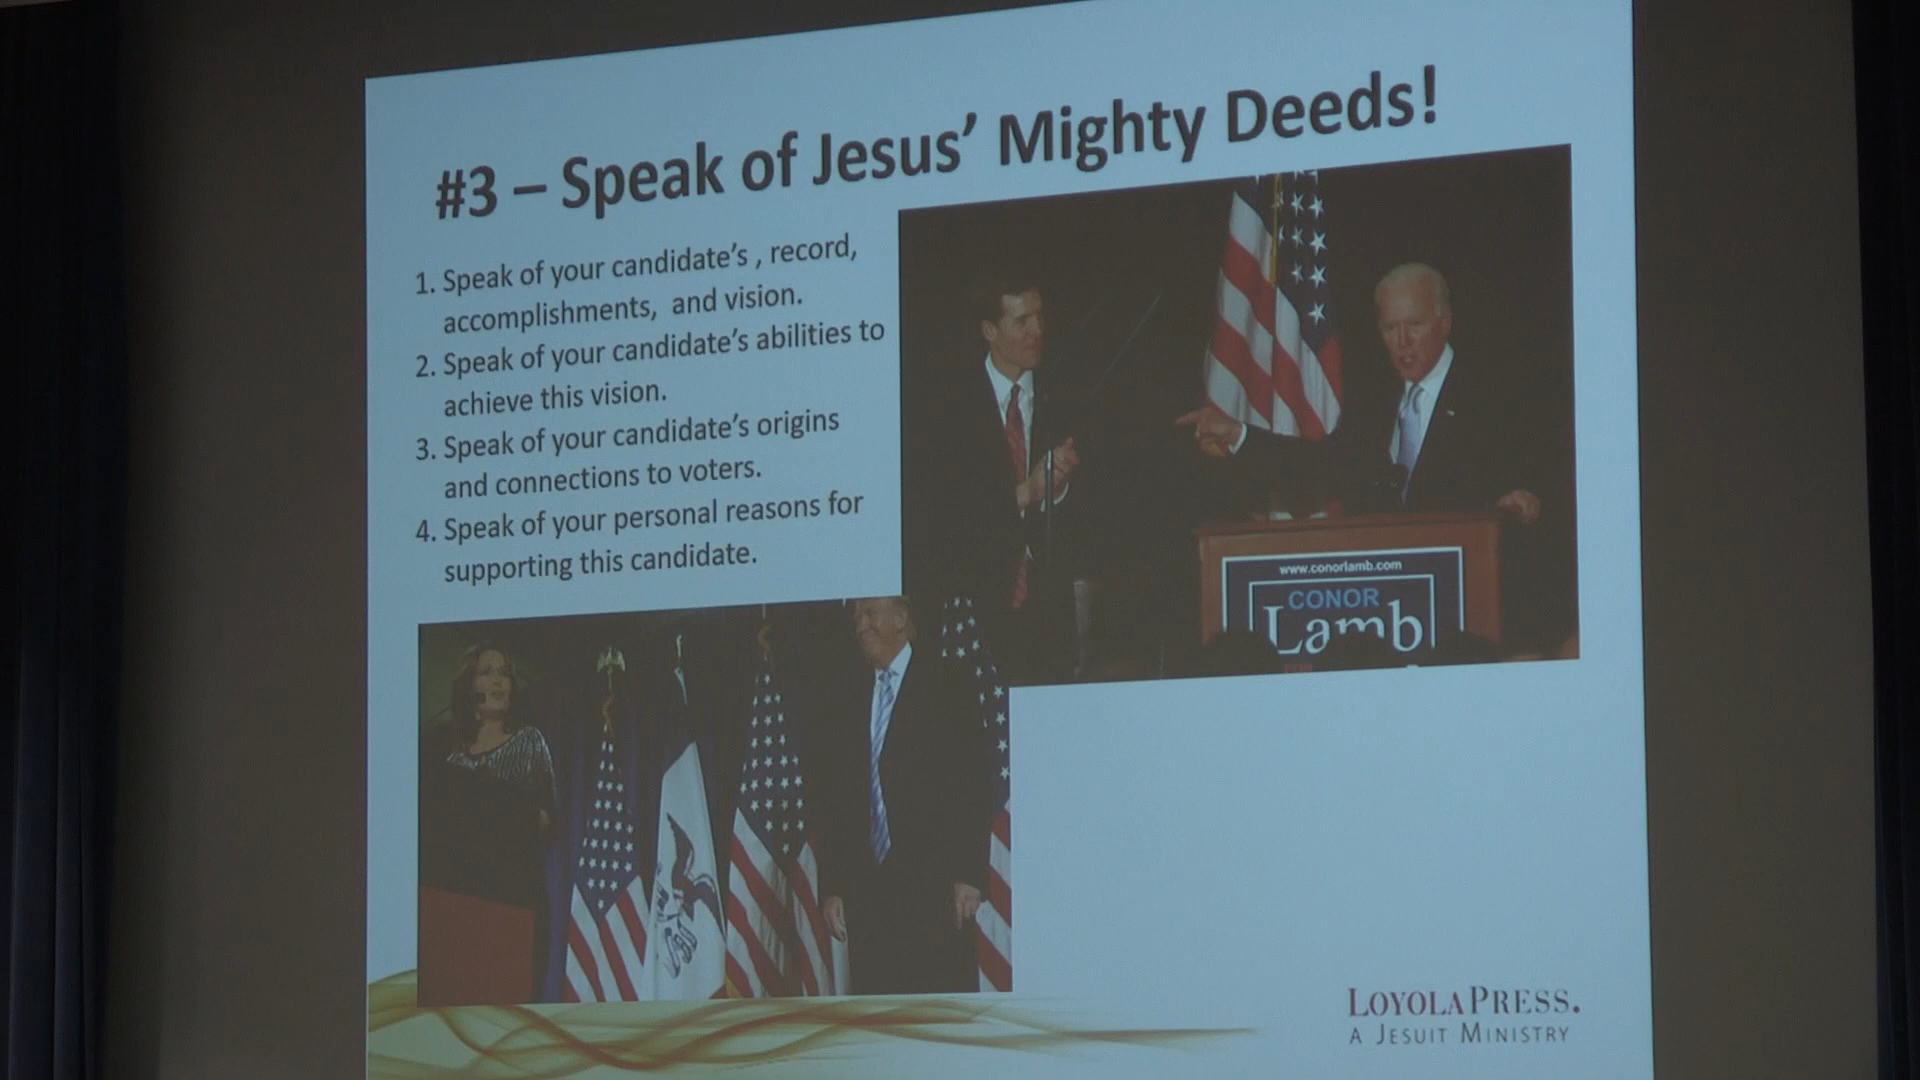 #3 – Speak of Jesus’ Mighty Deeds!
1. Speak of your candidate’s , record,
accomplishments, and vision.
2. Speak of your candidate’s abilities to
achieve this vision.
3. Speak of your candidate’s origins
and connections to voters.
4. Speak of your personal reasons for
supporting this candidate.
www.conorlamb.com
CONOR
Lamb
LOYOLA PRESS.
A JESUIT MINISTRY